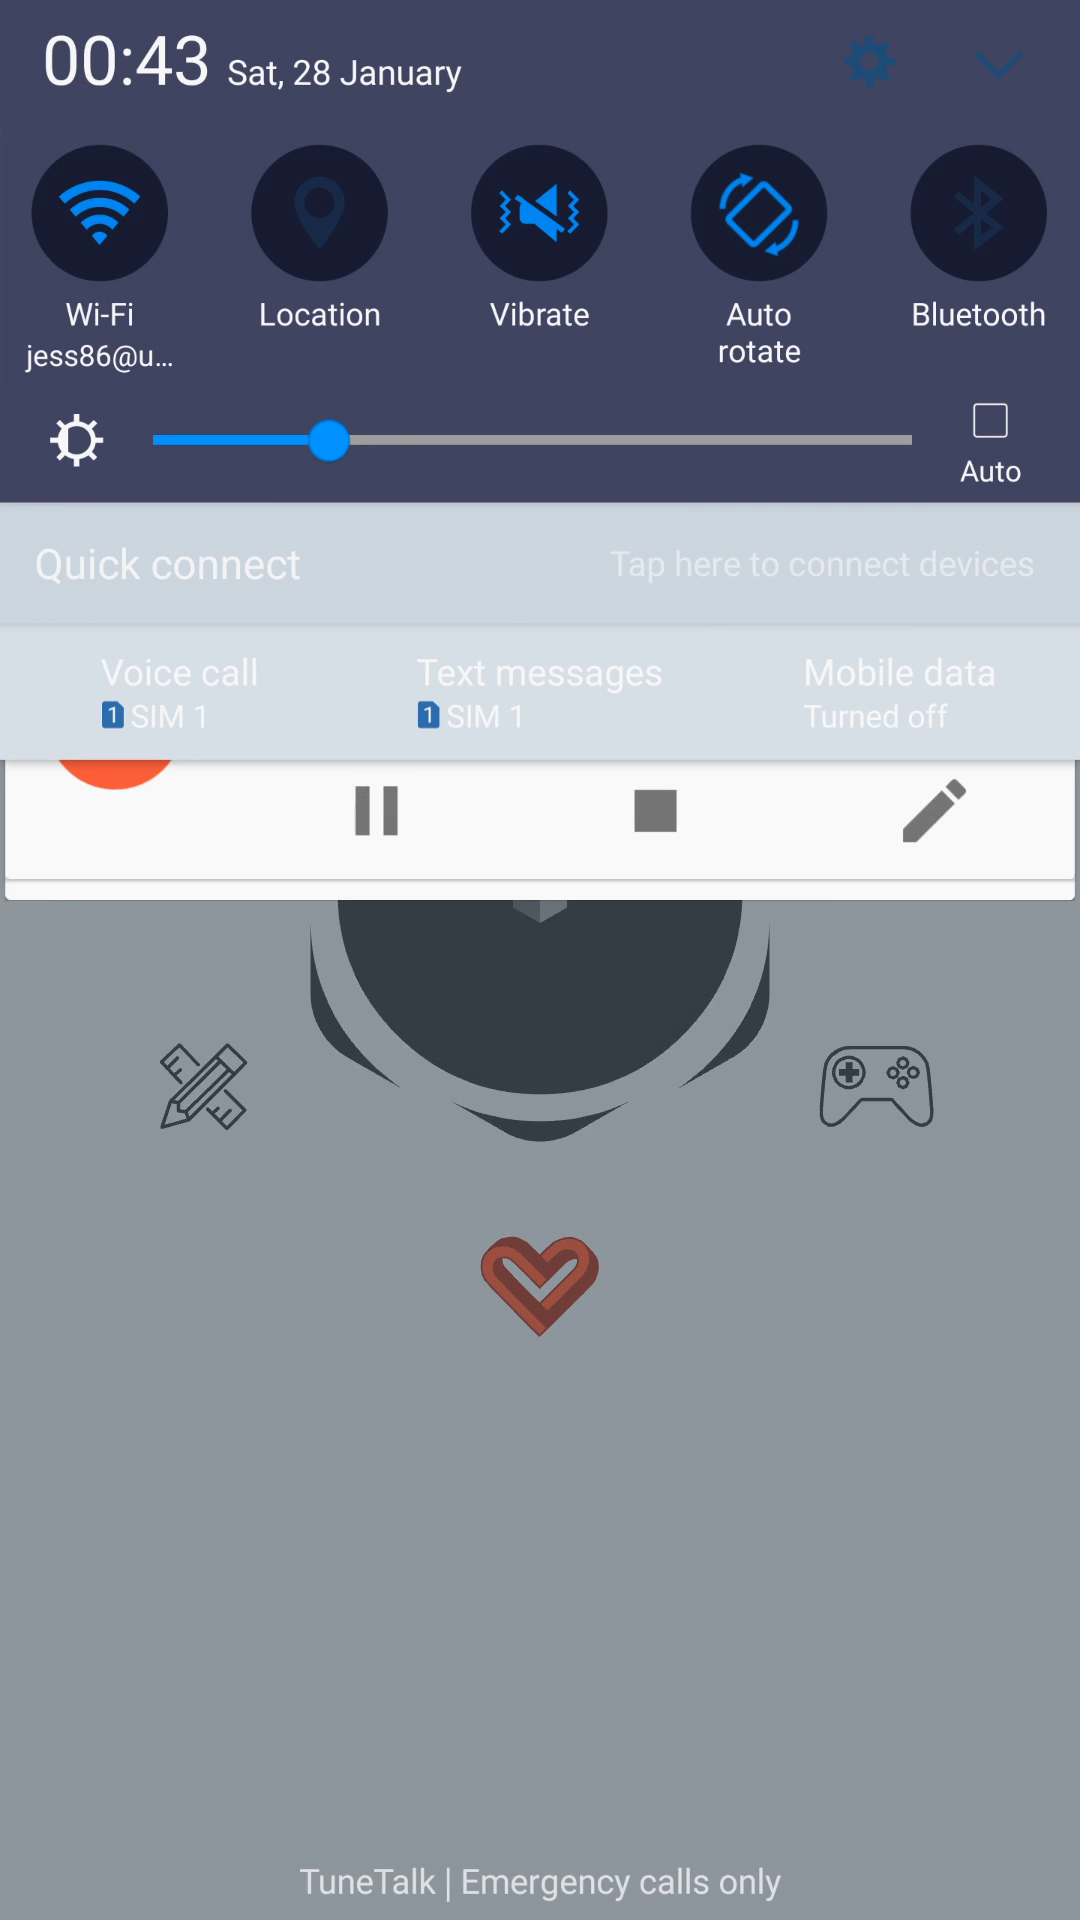 00:43 Sat, 28 January
Wi-Fi
jess86@u...
Location
Vibrate
Auto
rotate
Bluetooth
Auto
Quick connect
Tap here to connect devices
Voice call
1 SIM 1
Text messages
1 SIM 1
Mobile data
Turned off
TuneTalk | Emergency calls only